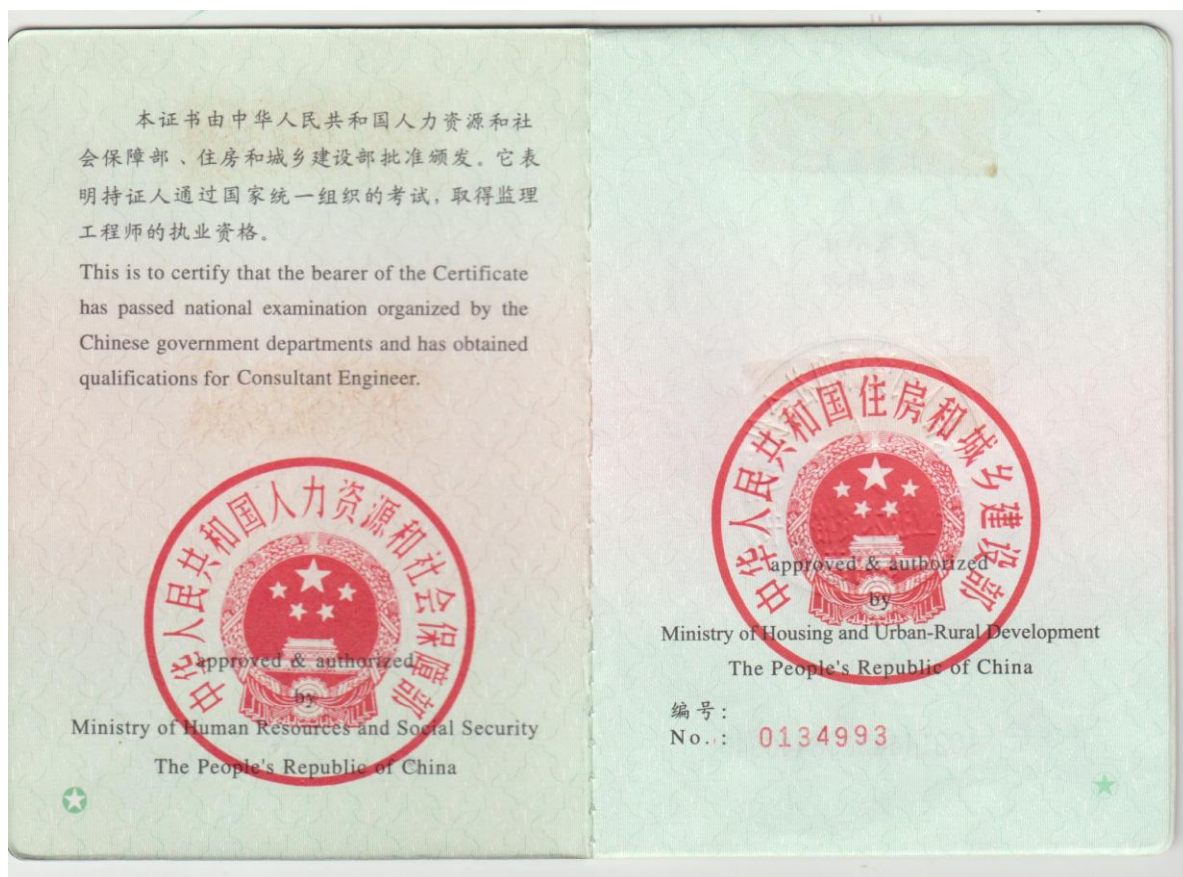 本证书由中华人民共和国人力资源和社
会保障部、住房和城乡建设部批准颁发。它表
明持证人通过国家统一组织的考试，取得监理
工程师的执业资格。
This is to certify that the bearer of the Certificate
has passed national examination organized by the
Chinese government departments and has obtained
qualifications for Consultant Engineer.
中华人民共和国人力资源和社会保障部
approved & authorized
by
Ministry of Human Resources and Social Security
The People's Republic of China
中华人民共和国住房和城乡建设部
approved & authorized
by
Ministry of Housing and Urban-Rural Development
The People's Republic of China
编号:
No.: 0134993